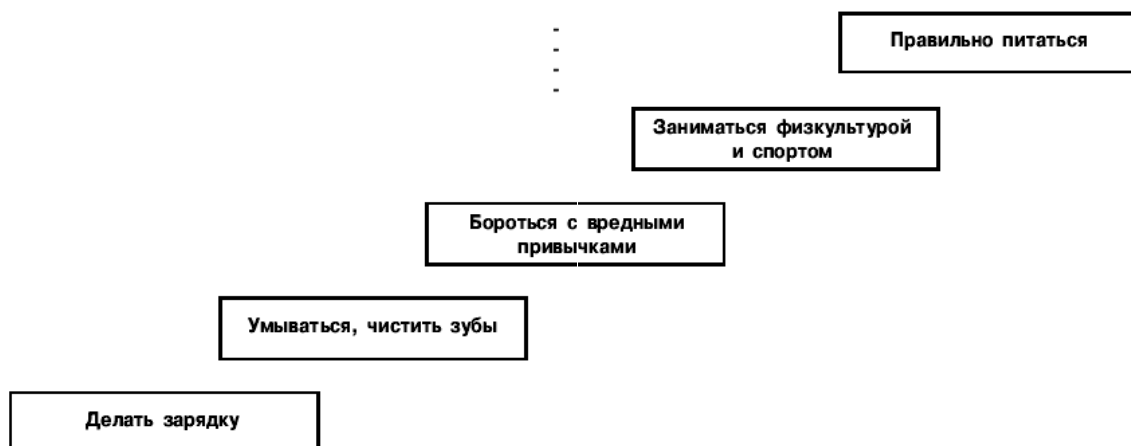 Правильно питаться
Заниматься физкультурой
и спортом
Бороться с вредными
привычками
Умываться, чистить зубы
Делать зарядку